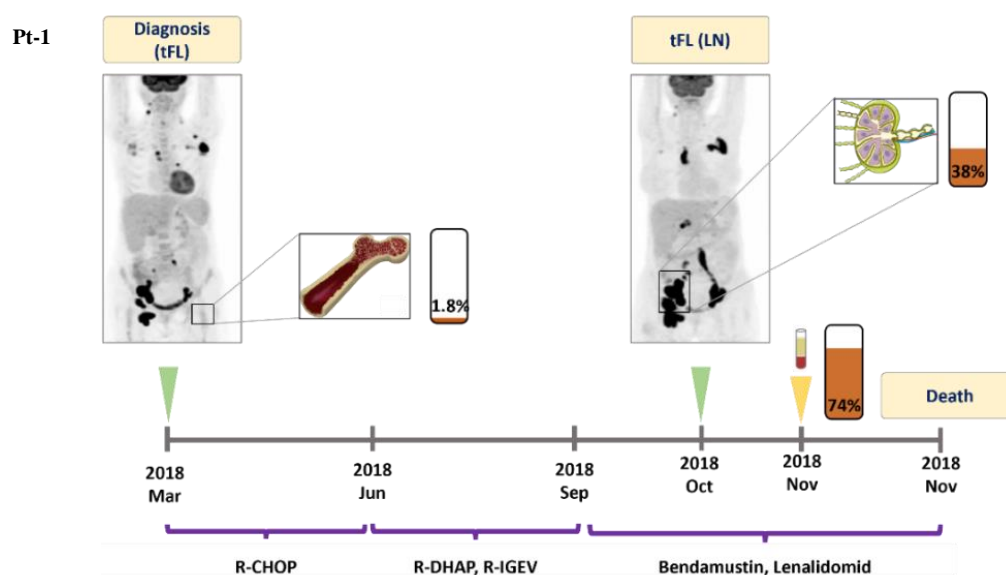 Pt-1
Diagnosis
(tFL)
tFL (LN)
38%
1.8%
74%
Death
2018
Mar
2018
Jun
2018
Sep
2018
Oct
2018
Nov
2018
Nov
R-CHOP
R-DHAP, R-IGEV
Bendamustin, Lenalidomid